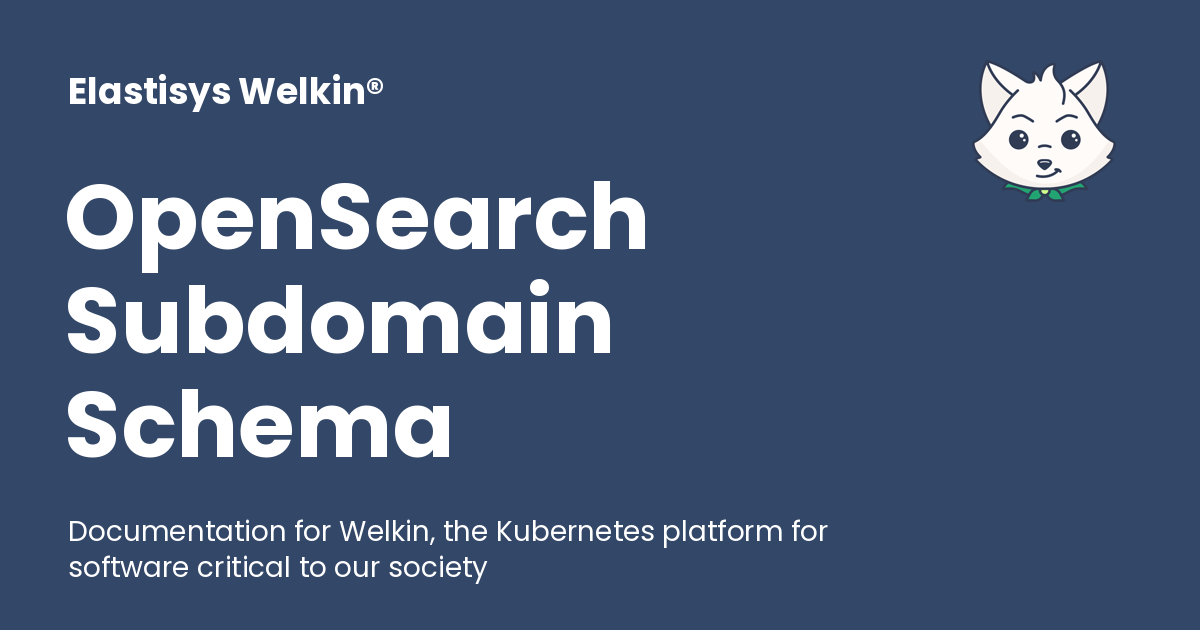 Elastisys Welkin®
OpenSearch
Subdomain
Schema
Documentation for Welkin, the Kubernetes platform for
software critical to our society